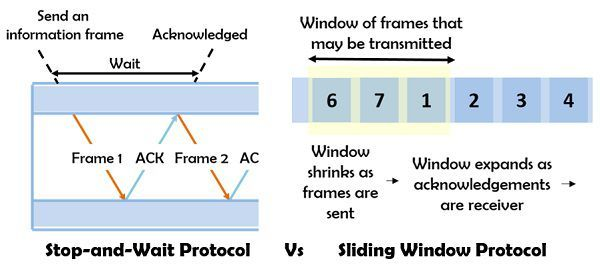 Send an
information frame
Acknowledged
Wait
Frame 1
ACK
Frame 2
AC
Stop-and-Wait Protocol
Vs
Window of frames that
may be transmitted
6 7 1 2 3 4
Window
shrinks as
frames are
sent
Window expands as
acknowledgements
are receiver
Sliding Window Protocol